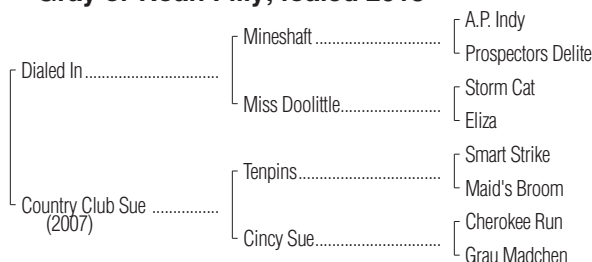 Gray or Roan Filly; foaled
A.P. Indy
Mineshaft
Prospectors Delite
Dialed In
Storm Cat
Miss Doolittle
Eliza
Smart Strike
Tenpins
Maid's Broom
Country Club Sue
(2007)
Cherokee Run
Cincy Sue
Grau Madchen